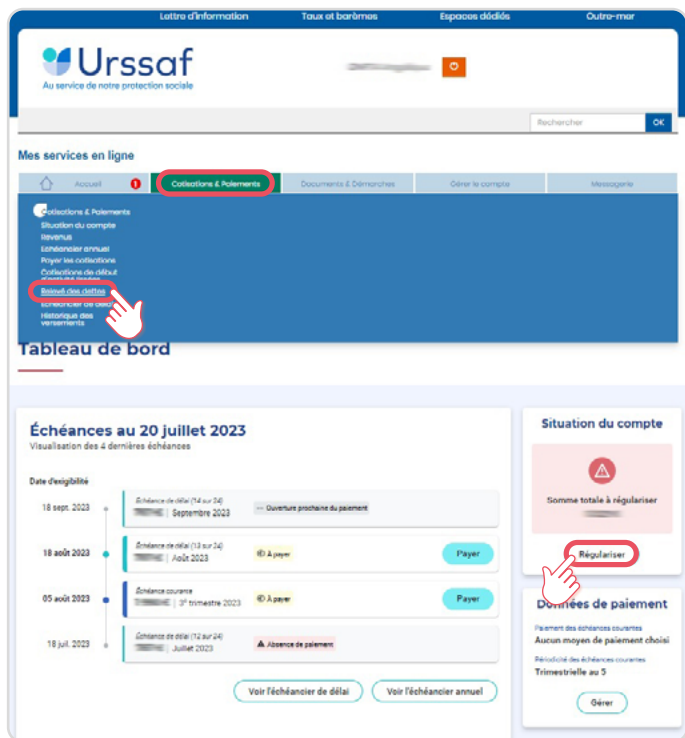 Lettre d'information Taux et barèmes Espaces dédiés Outre-mer
Urssaf
Au service de notre protection sociale
Rechercher OK
Mes services en ligne
Accueil 1 Cotisations & Paiements Documents & Démarches Gérer le compte Messagerie
Cotisations & Paiements
Situation du compte
Revenus
Echéancier annuel
Payer les cotisations
Cotisations de début
d'activité lissées
Relevé des dettes
Echéancier de délai
Historique des
versements
Tableau de bord
Échéances au 20 juillet 2023
Visualisation des 4 dernières échéances
Date d'exigibilité
18 sept. 2023
Échéance de délai (14 sur 24)
Septembre 2023
Ouverture prochaine du paiement
18 août 2023
Échéance de délai (13 sur 24)
Août 2023
À payer
Payer
05 août 2023
Échéance courante
3e trimestre 2023
À payer
Payer
18 juil. 2023
Échéance de délai (12 sur 24)
Juillet 2023
Absence de paiement
Voir l'échéancier de délai Voir l'échéancier annuel
Situation du compte
Somme totale à régulariser
Régulariser
Données de paiement
Paiement des échéances courantes
Aucun moyen de paiement choisi
Périodicité des échéances courantes
Trimestrielle au 5
Gérer